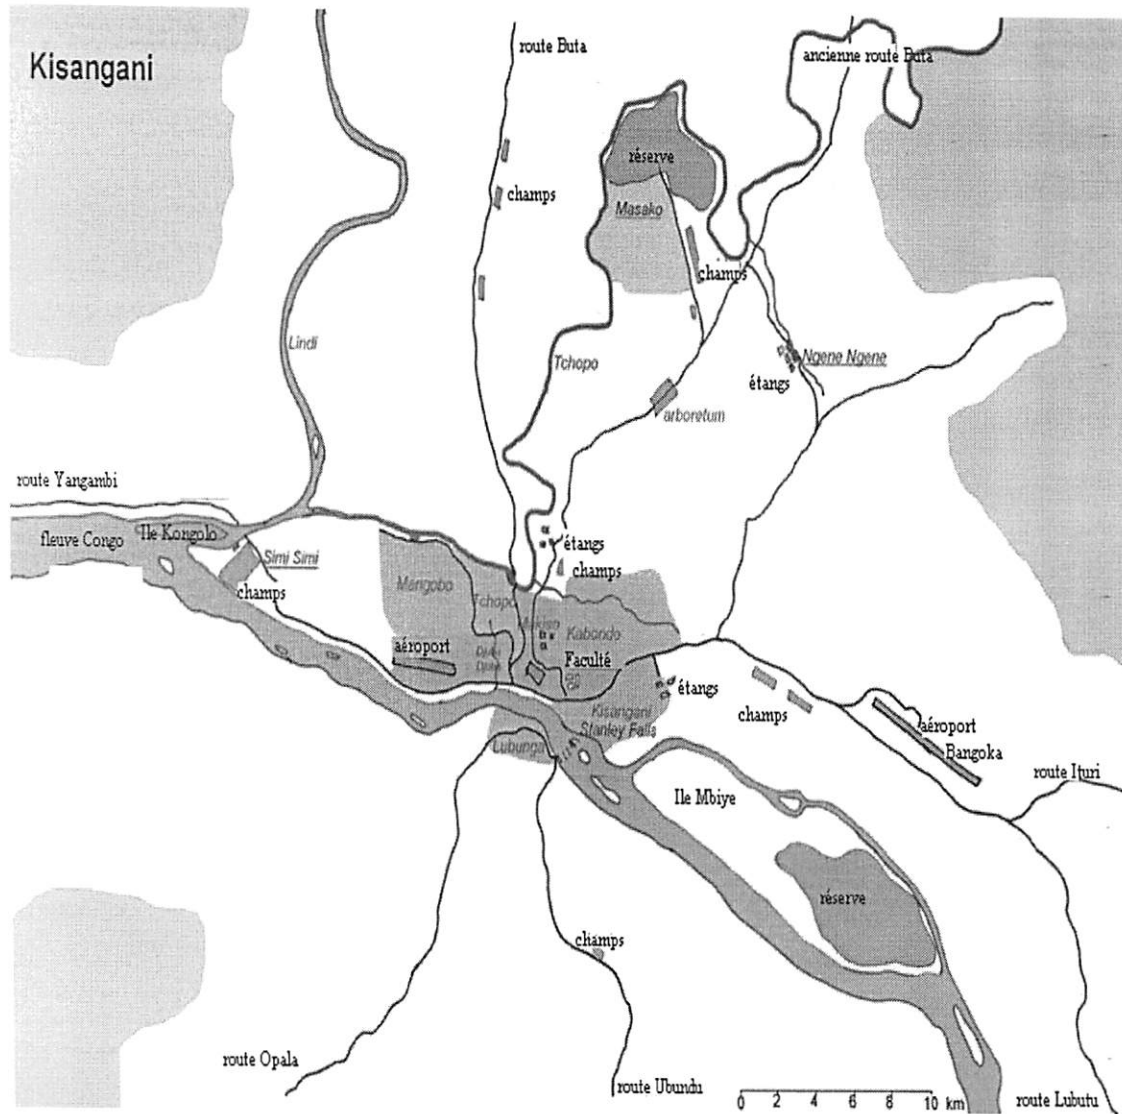 Kisangani
route Buta
ancienne route Buta
réserve
champs
Masako
champs
Lindi
Tchopo
Ngene Ngene
étangs
arboretum
route Yangambi
fleuve Congo
Ile Kongolo
étangs
Simi Simi
champs
champs
Mangobo
Tchopo
Makiso
Kabondo
aéroport
Faculté
étangs
Kisangani
Stanley Falls
champs
aéroport
Bangoka
Lubunga
route Ituri
Ile Mbiye
réserve
champs
route Opala
route Ubundu
0 2 4 6 8 10 km
route Lubutu